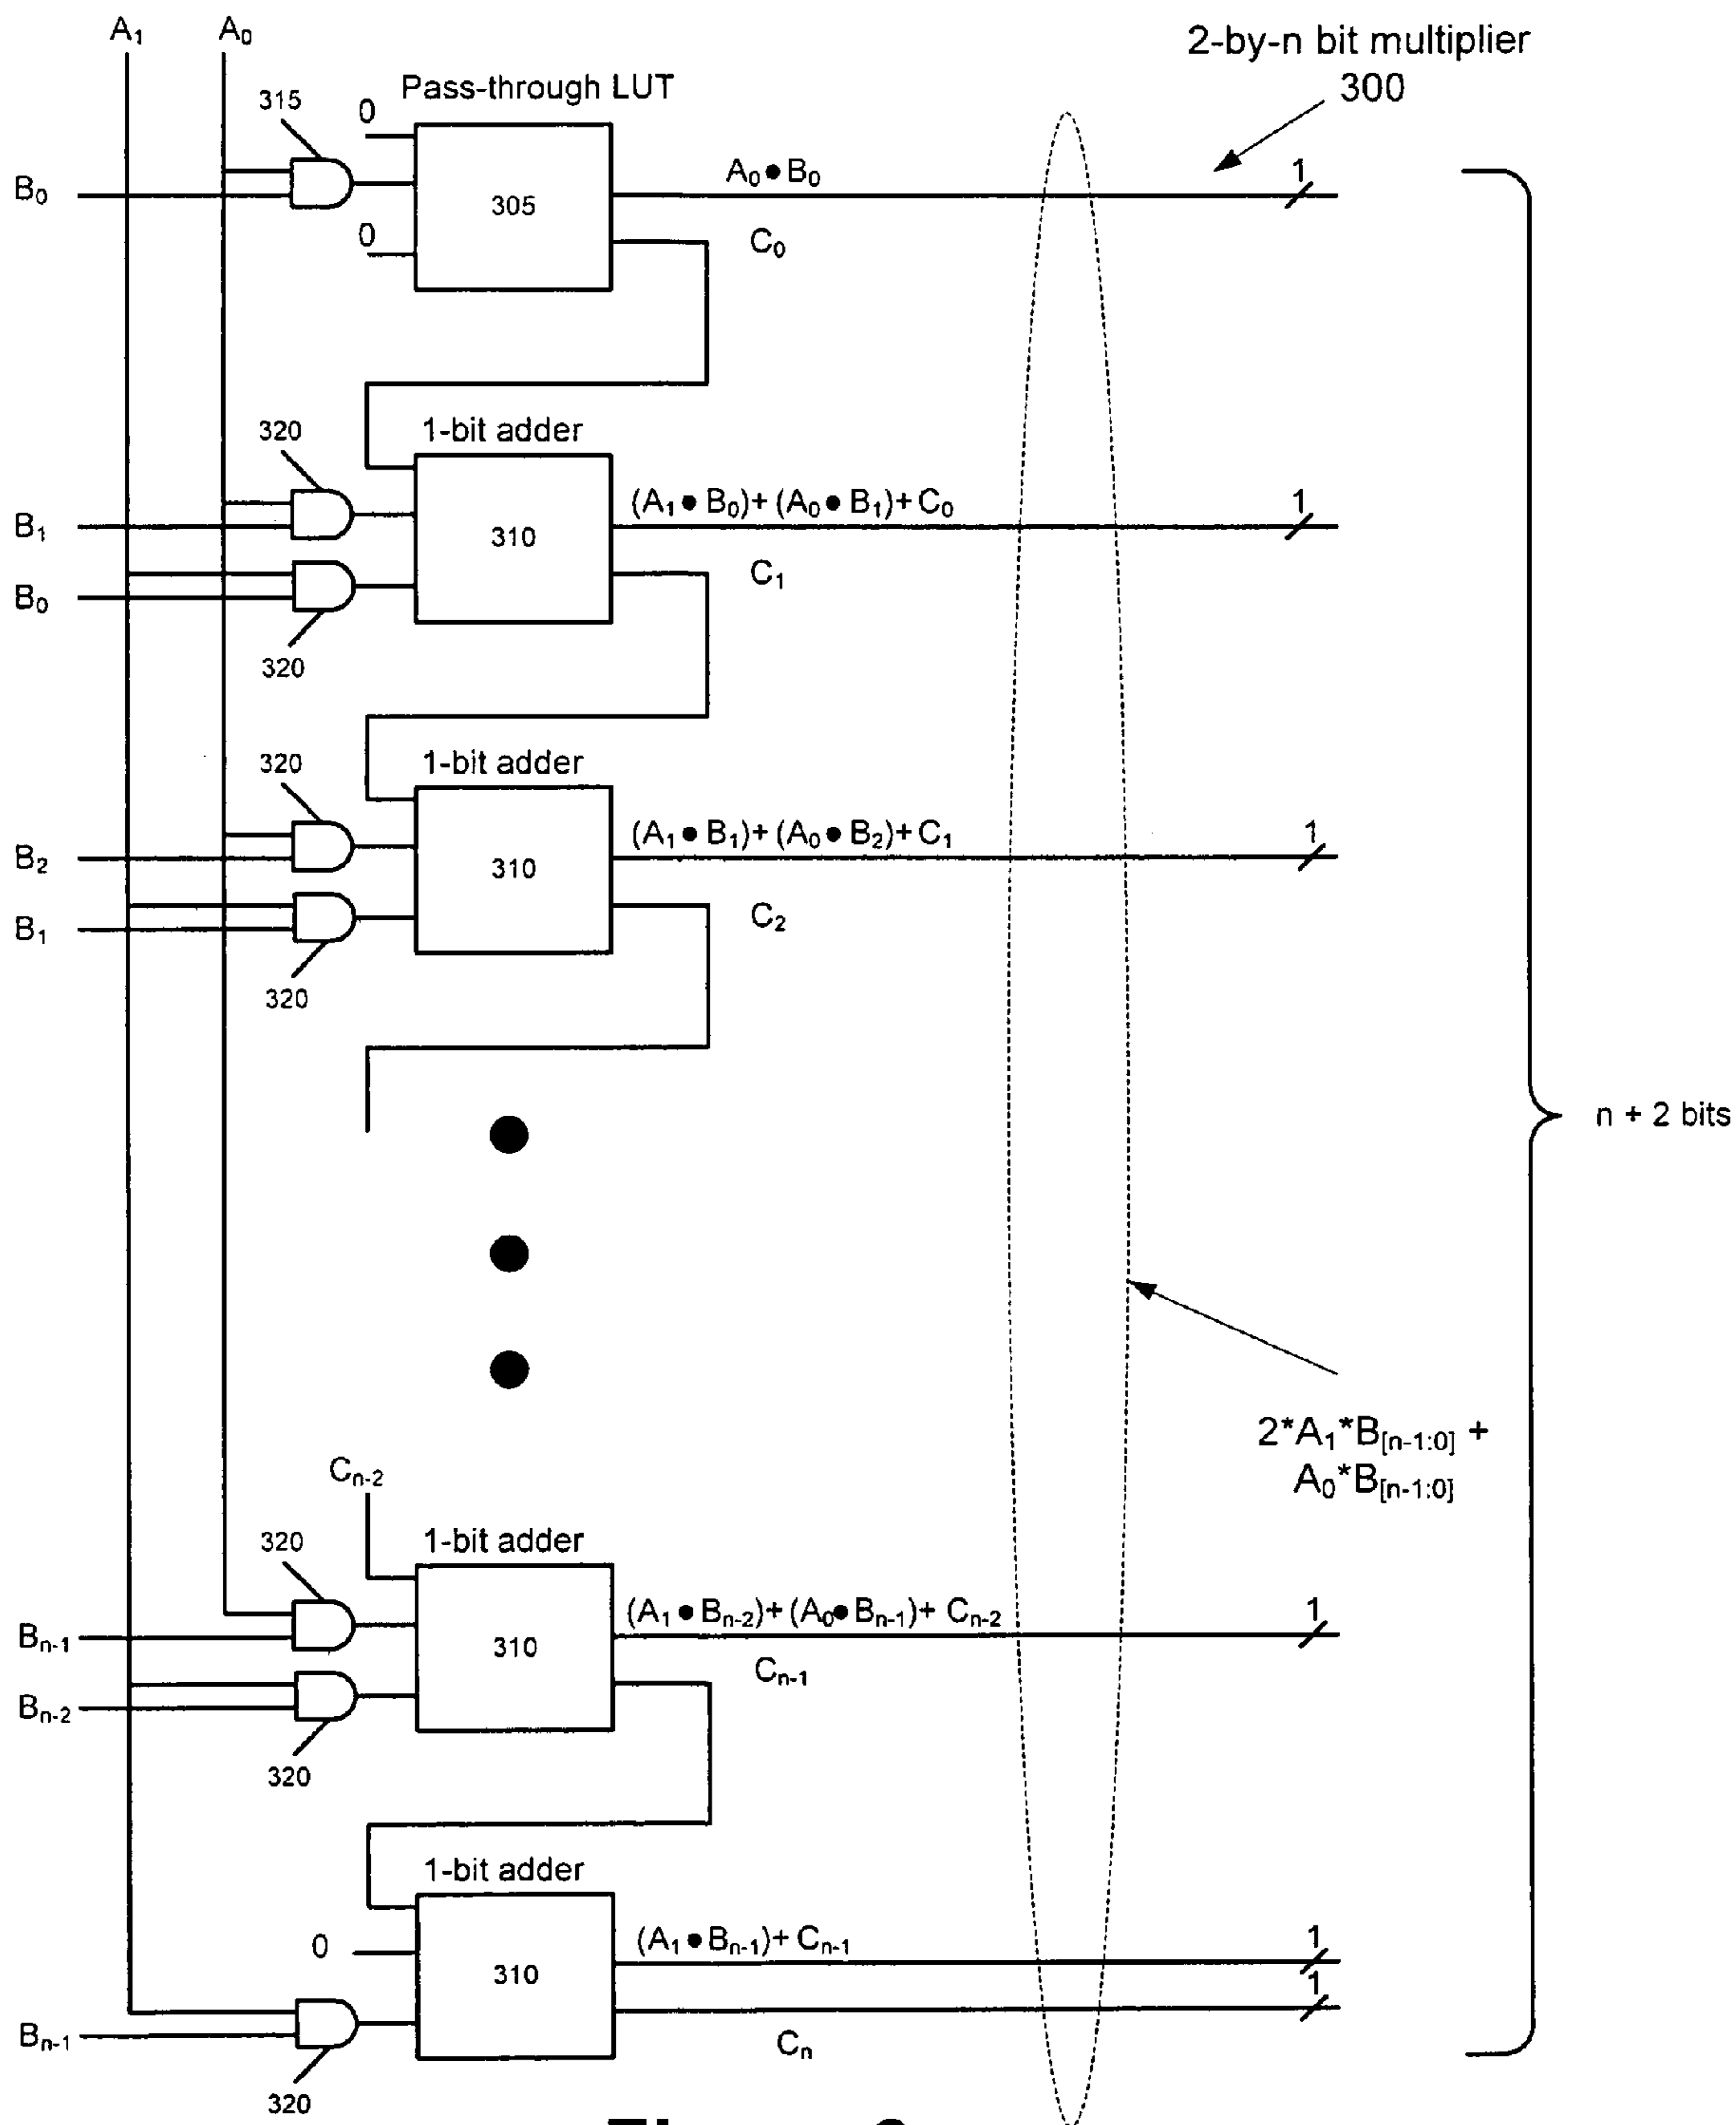 A₁ A₀
2-by-n bit multiplier
300
Pass-through LUT
315
0
B₀
305
A₀●B₀
1
0
C₀
320
1-bit adder
(A₁●B₀)+(A₀●B₁)+C₀
1
B₁
310
C₁
B₀
320
320
1-bit adder
(A₁●B₁)+(A₀●B₂)+C₁
1
B₂
310
B₁
C₂
320
n + 2 bits
2*A₁*B[n-1:0] +
A₀*B[n-1:0]
Cn-2
320
1-bit adder
(A₁●Bn-2)+(A₀●Bn-1)+ Cn-2
1
Bn-1
310
Cn-1
Bn-2
320
1-bit adder
0
(A₁●Bn-1)+ Cn-1
1
310
1
Bn-1
Cn
320